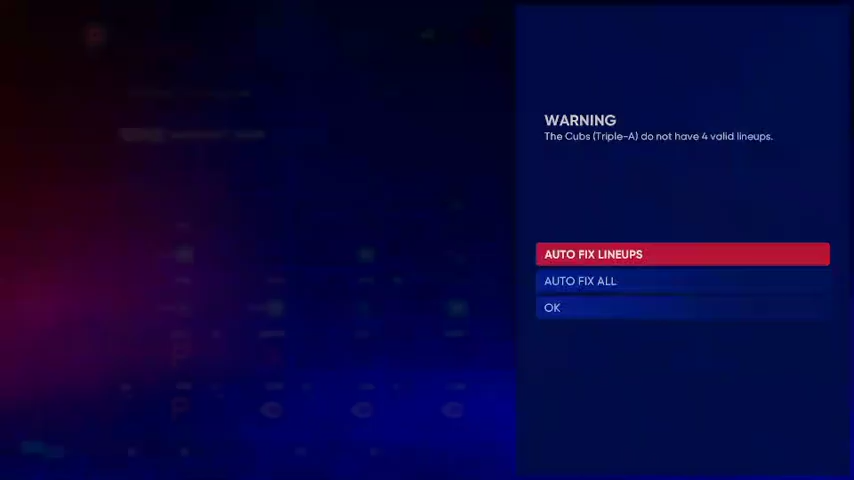 WARNING
The Cubs (Triple-A) do not have 4 valid lineups.
AUTO FIX LINEUPS
AUTO FIX ALL
OK